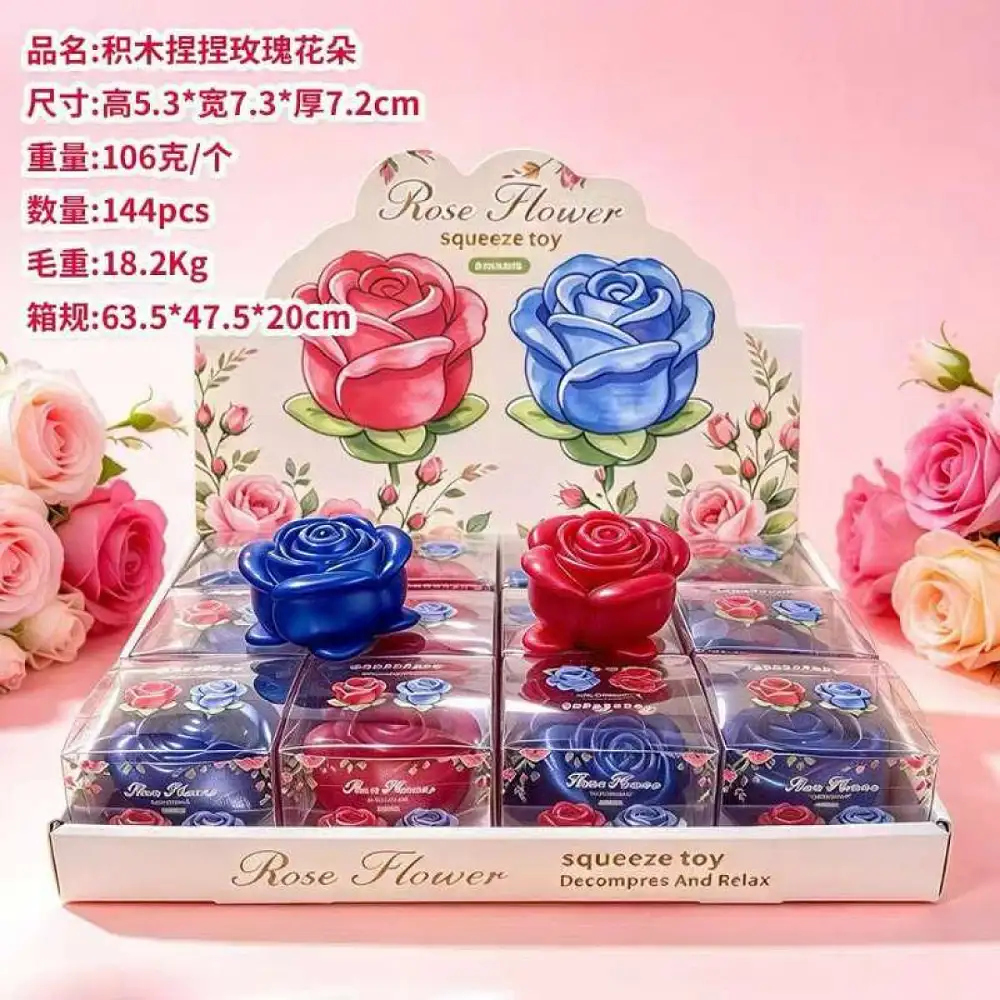 品名:积木捏捏玫瑰花朵
尺寸:高5.3*宽7.3*厚7.2cm
重量:106克/个
数量:144pcs
毛重:18.2Kg
箱规:63.5*47.5*20cm
Rose Flower
squeeze toy
Rose Flower
squeeze toy
Decompres And Relax